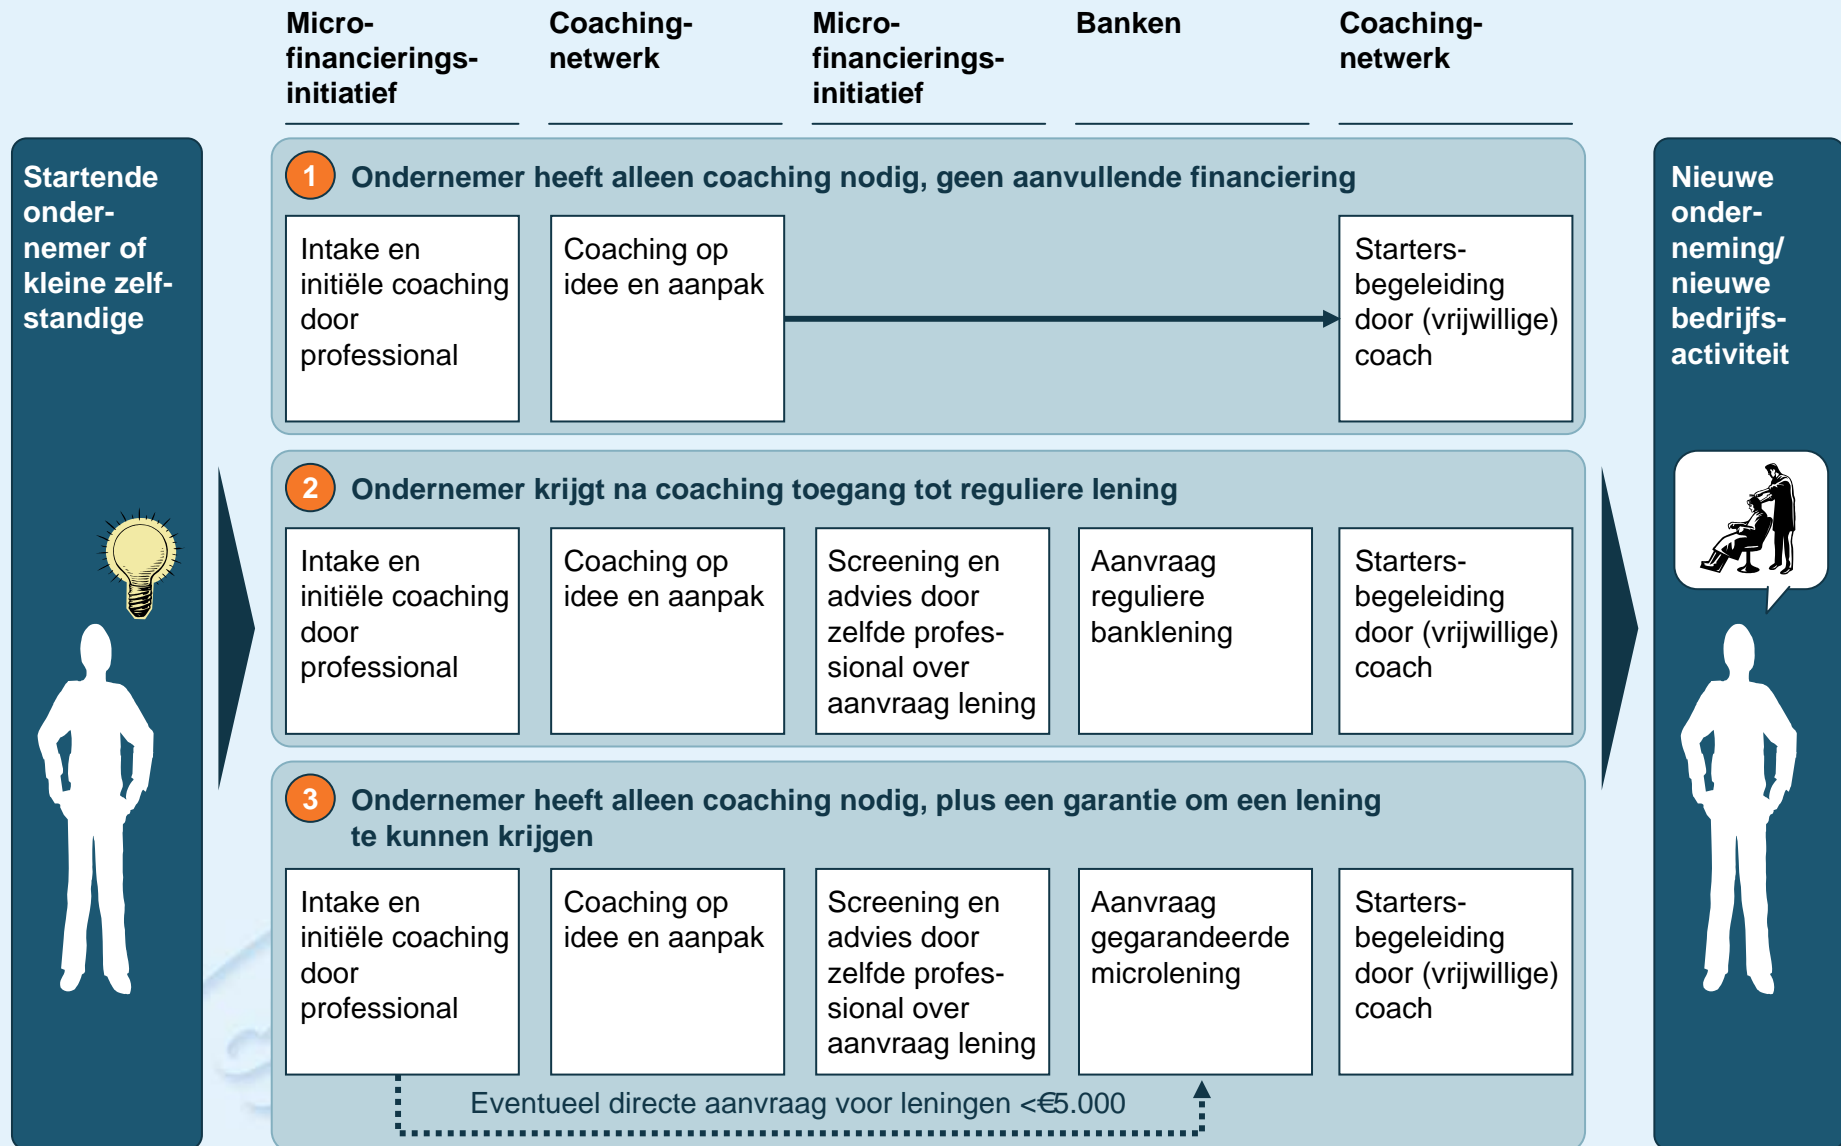 Micro-
financierings-
initiatief
Coaching-
netwerk
Micro-
financierings-
initiatief
Banken
Coaching-
netwerk
Startende
onder-
nemer of
kleine zelf-
standige
1 Ondernemer heeft alleen coaching nodig, geen aanvullende financiering
Intake en
initiële coaching
door
professional
Coaching op
idee en aanpak
Starters-
begeleiding
door (vrijwillige)
coach
2 Ondernemer krijgt na coaching toegang tot reguliere lening
Intake en
initiële coaching
door
professional
Coaching op
idee en aanpak
Screening en
advies door
zelfde profes-
sional over
aanvraag lening
Aanvraag
reguliere
banklening
Starters-
begeleiding
door (vrijwillige)
coach
3 Ondernemer heeft alleen coaching nodig, plus een garantie om een lening
te kunnen krijgen
Intake en
initiële coaching
door
professional
Coaching op
idee en aanpak
Screening en
advies door
zelfde profes-
sional over
aanvraag lening
Aanvraag
gegarandeerde
microlening
Starters-
begeleiding
door (vrijwillige)
coach
Eventueel directe aanvraag voor leningen <€5.000
Nieuwe
onder-
neming/
nieuwe
bedrijfs-
activiteit